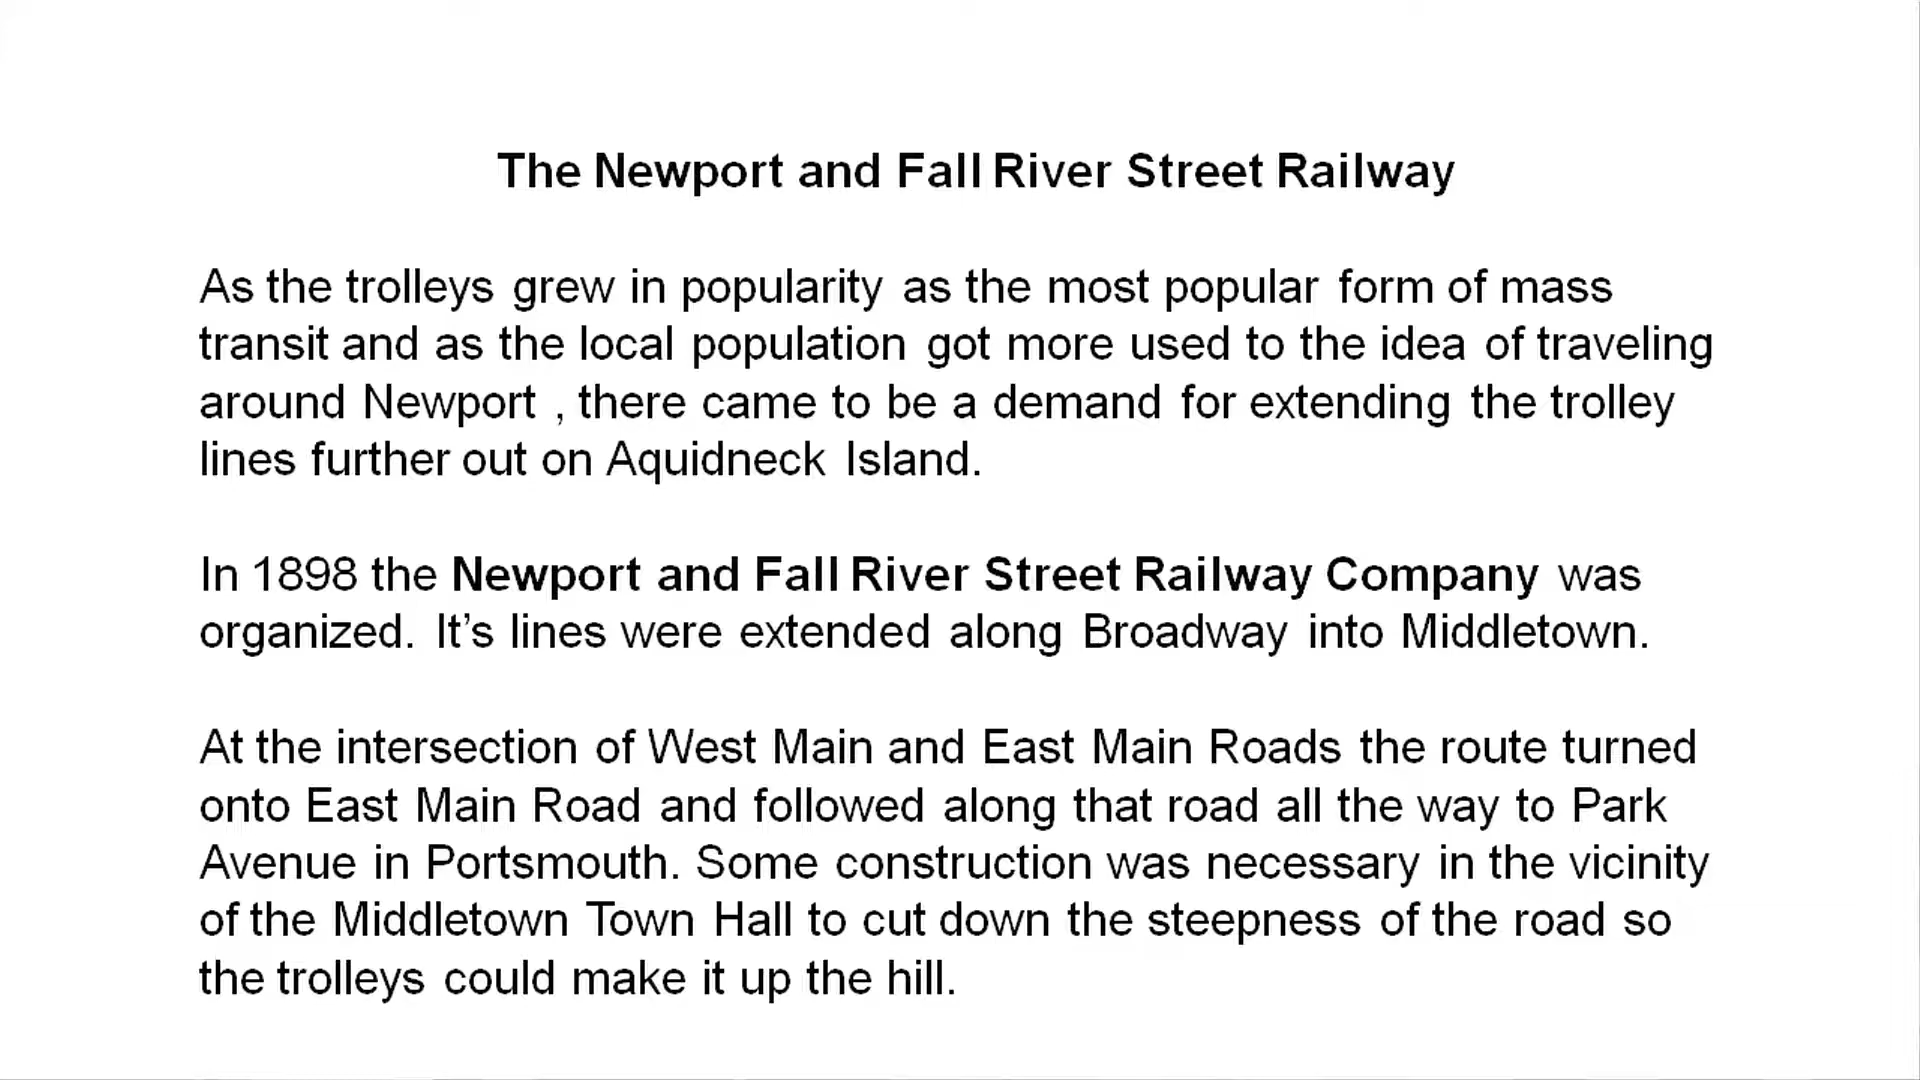 The Newport and Fall River Street Railway
As the trolleys grew in popularity as the most popular form of mass
transit and as the local population got more used to the idea of traveling
around Newport , there came to be a demand for extending the trolley
lines further out on Aquidneck Island.
In 1898 the Newport and Fall River Street Railway Company was
organized. It’s lines were extended along Broadway into Middletown.
At the intersection of West Main and East Main Roads the route turned
onto East Main Road and followed along that road all the way to Park
Avenue in Portsmouth. Some construction was necessary in the vicinity
of the Middletown Town Hall to cut down the steepness of the road so
the trolleys could make it up the hill.